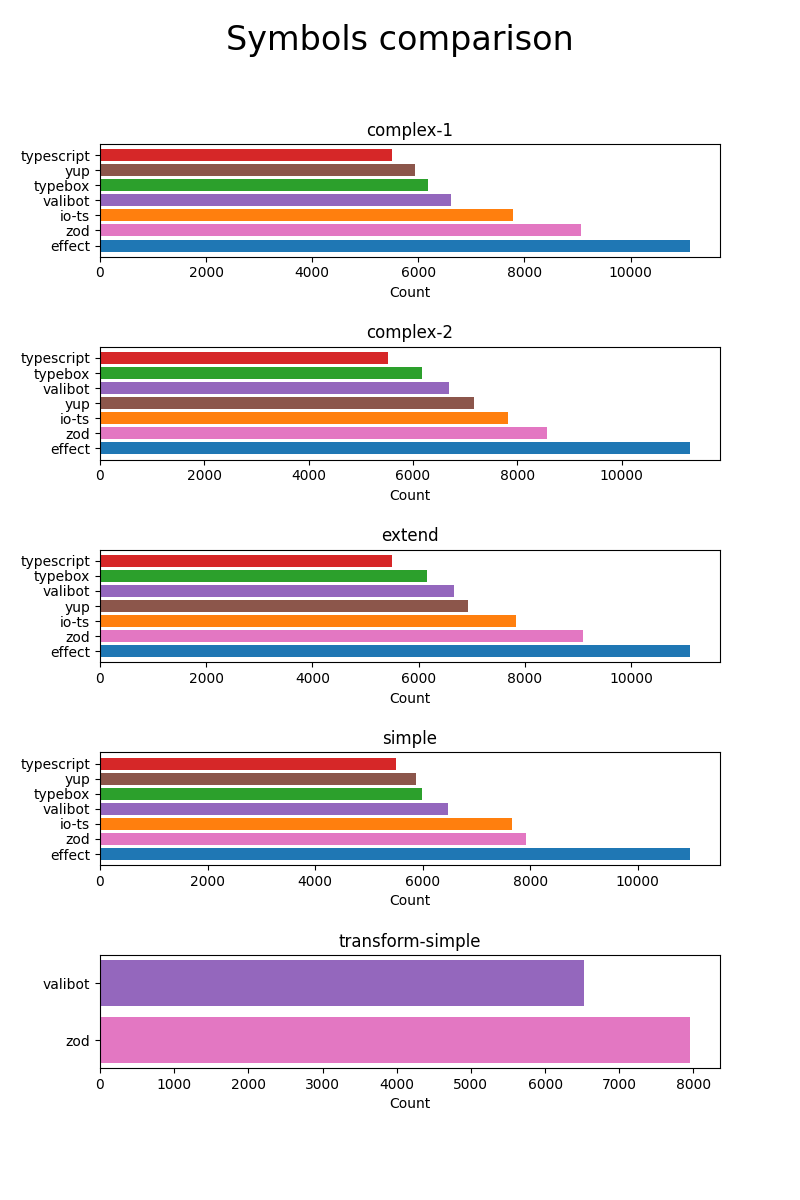 Symbols comparison
complex-1
typescript
yup
typebox
valibot
io-ts
zod
effect
0 2000 4000 6000 8000 10000
Count
complex-2
typescript
typebox
valibot
yup
io-ts
zod
effect
0 2000 4000 6000 8000 10000
Count
extend
typescript
typebox
valibot
yup
io-ts
zod
effect
0 2000 4000 6000 8000 10000
Count
simple
typescript
yup
typebox
valibot
io-ts
zod
effect
0 2000 4000 6000 8000 10000
Count
transform-simple
valibot
zod
0 1000 2000 3000 4000 5000 6000 7000 8000
Count